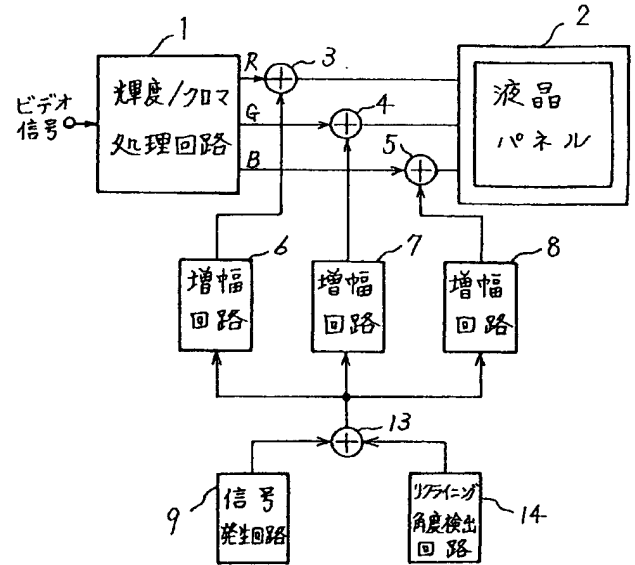 1
2
3
R
輝度/クロマ
処理回路
液晶
パネル
ビデオ
信号
G
4
B
5
6
7
8
増幅
回路
増幅
回路
増幅
回路
13
9
信号
発生回路
リクライニング
角度検出
回路
14